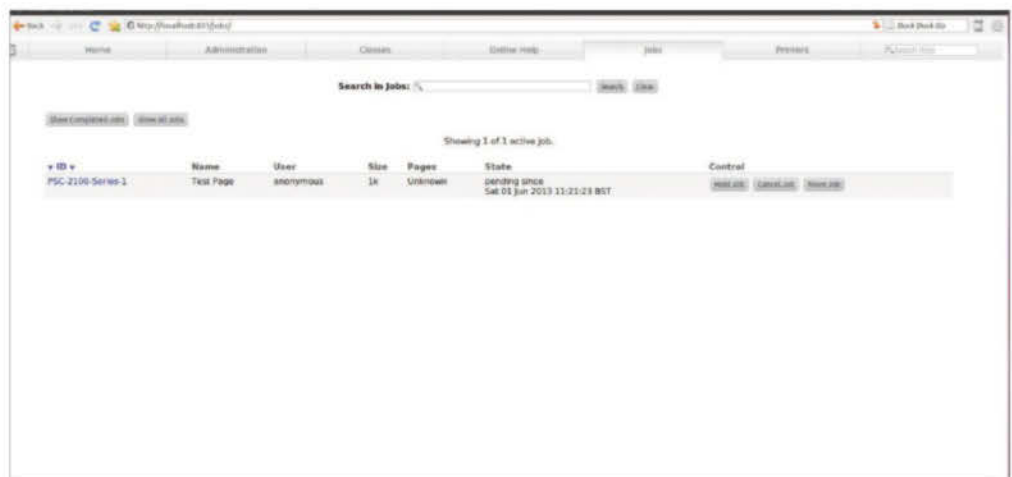 Back http://localhost:631/jobs/
Home Administration Classes Online Help Jobs Printers
Search in Jobs: Search Clear
Show Completed Jobs Show All Jobs
Showing 1 of 1 active job.
ID Name User Size Pages State Control
PSC-2100-Series-1 Test Page anonymous 1k Unknown pending since Hold Job Cancel Job Move Job
Sat 01 Jun 2013 11:21:23 BST